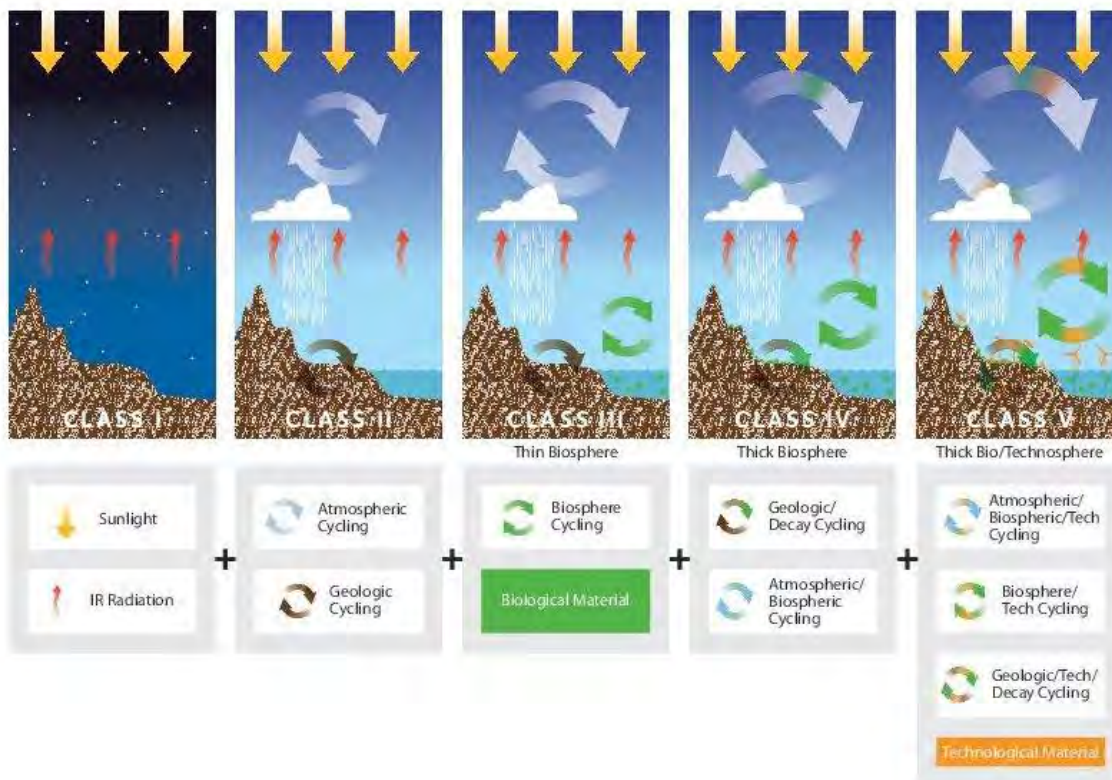 CLASS I
CLASS II
CLASS III
CLASS IV
CLASS V
Thin Biosphere
Thick Biosphere
Thick Bio/Technosphere
Sunlight
IR Radiation
+
Atmospheric
Cycling
Geologic
Cycling
+
Biosphere
Cycling
Biological Material
+
Geologic/
Decay Cycling
Atmospheric/
Biospheric
Cycling
+
Atmospheric/
Biospheric/Tech
Cycling
Biosphere/
Tech Cycling
Geologic/Tech/
Decay Cycling
Technological Material